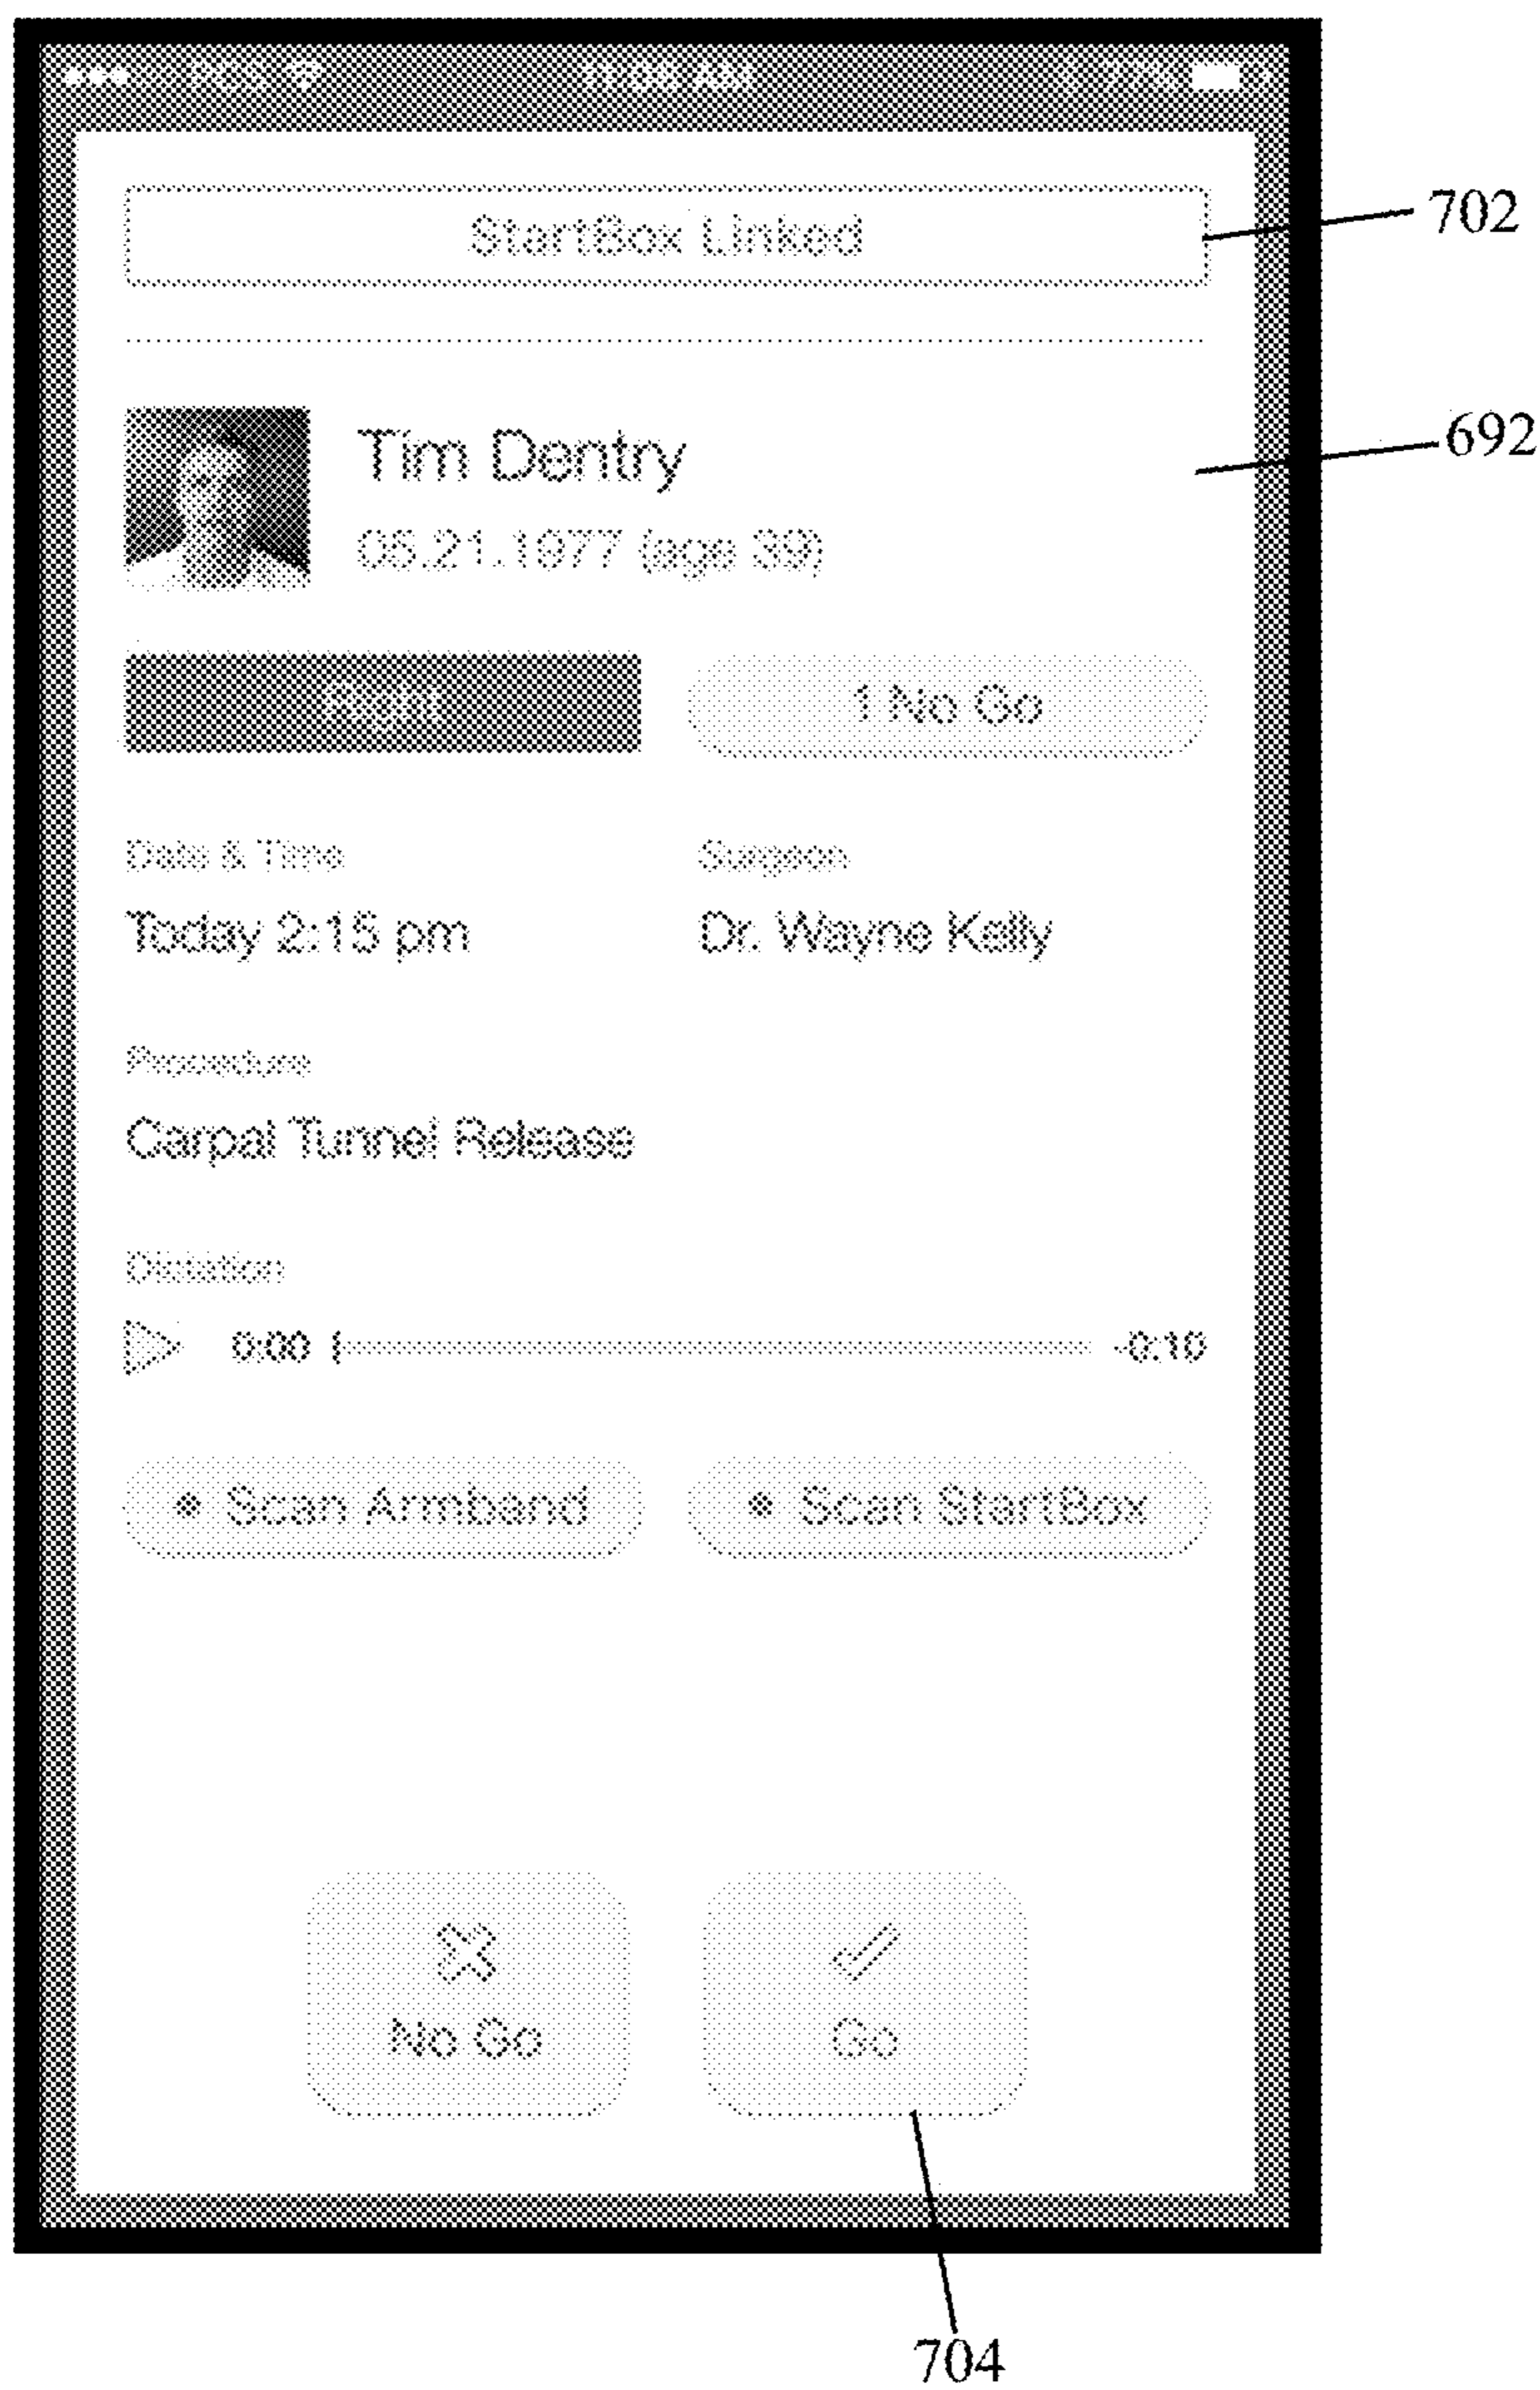 StartBox Linked
702
Tim Dentry
692
05.21.1977 (age 39)
Right
1 No Go
Date & Time
Surgeon
Today 2:15 pm
Dr. Wayne Kelly
Procedure
Carpal Tunnel Release
Dictation
0:00
-0:10
Scan Armband
Scan StartBox
No Go
Go
704